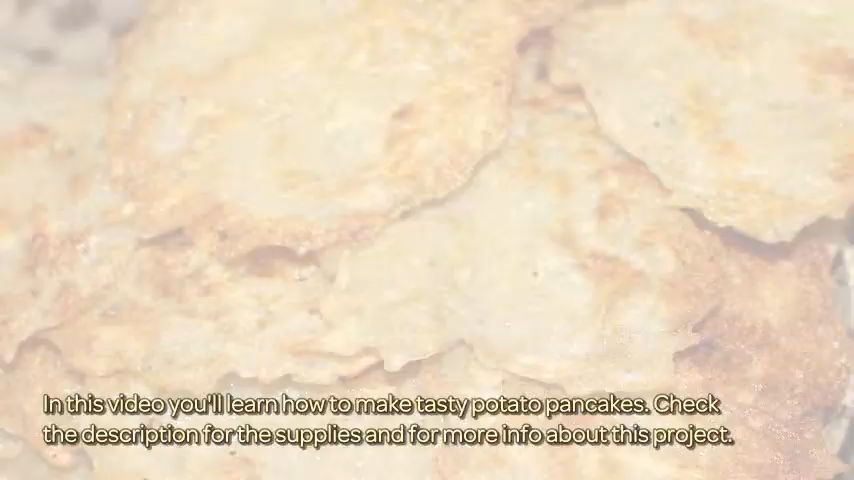 In this video you'll learn how to make tasty potato pancakes. Check
the description for the supplies and for more info about this project.